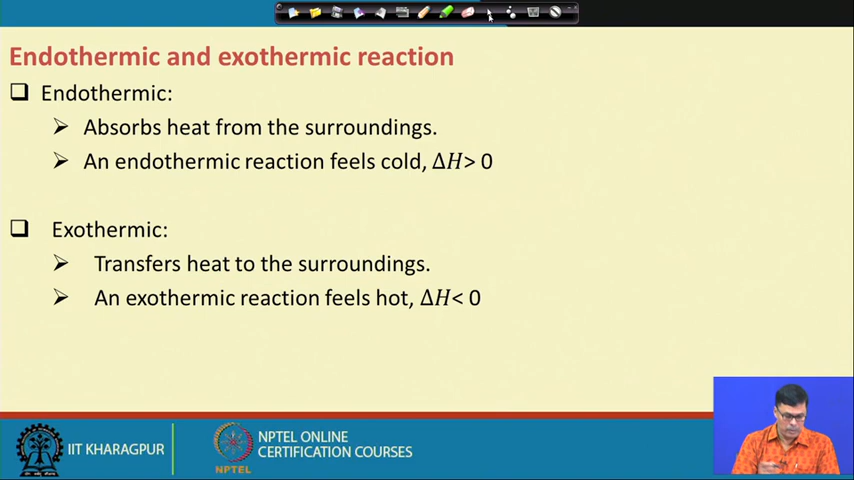 Endothermic and exothermic reaction
❑ Endothermic:
➢ Absorbs heat from the surroundings.
➢ An endothermic reaction feels cold, Δ𝐻> 0
❑ Exothermic:
➢ Transfers heat to the surroundings.
➢ An exothermic reaction feels hot, Δ𝐻< 0
IIT KHARAGPUR
NPTEL
NPTEL ONLINE
CERTIFICATION COURSES